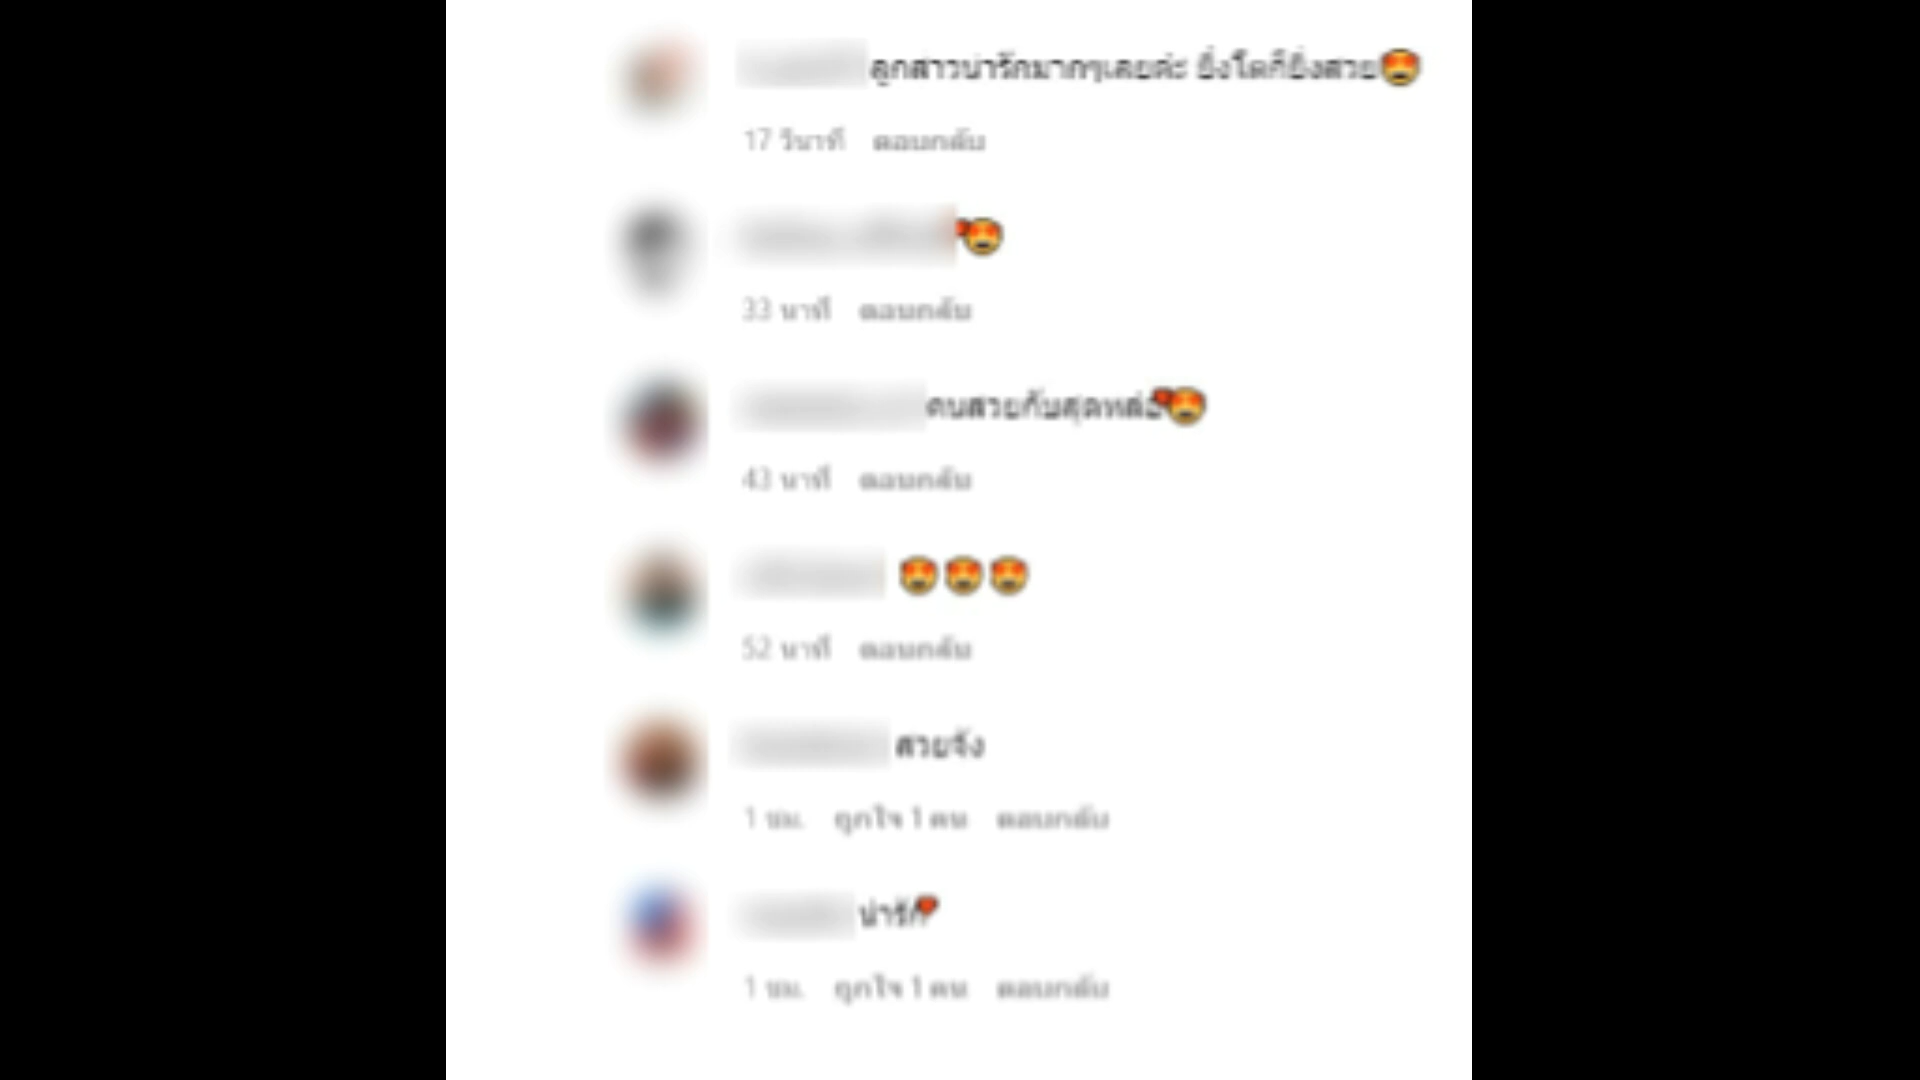 ลูกสาวน่ารักมากๆเลยค่ะ ยิ่งโตก็ยิ่งสวย😍
17 วินาที ตอบกลับ
❤😍
33 นาที ตอบกลับ
คนสวยกับสุดหล่อ❤😍
43 นาที ตอบกลับ
😍😍😍
52 นาที ตอบกลับ
สวยจัง
1 ชม. ถูกใจ 1 คน ตอบกลับ
น่ารัก❤
1 ชม. ถูกใจ 1 คน ตอบกลับ